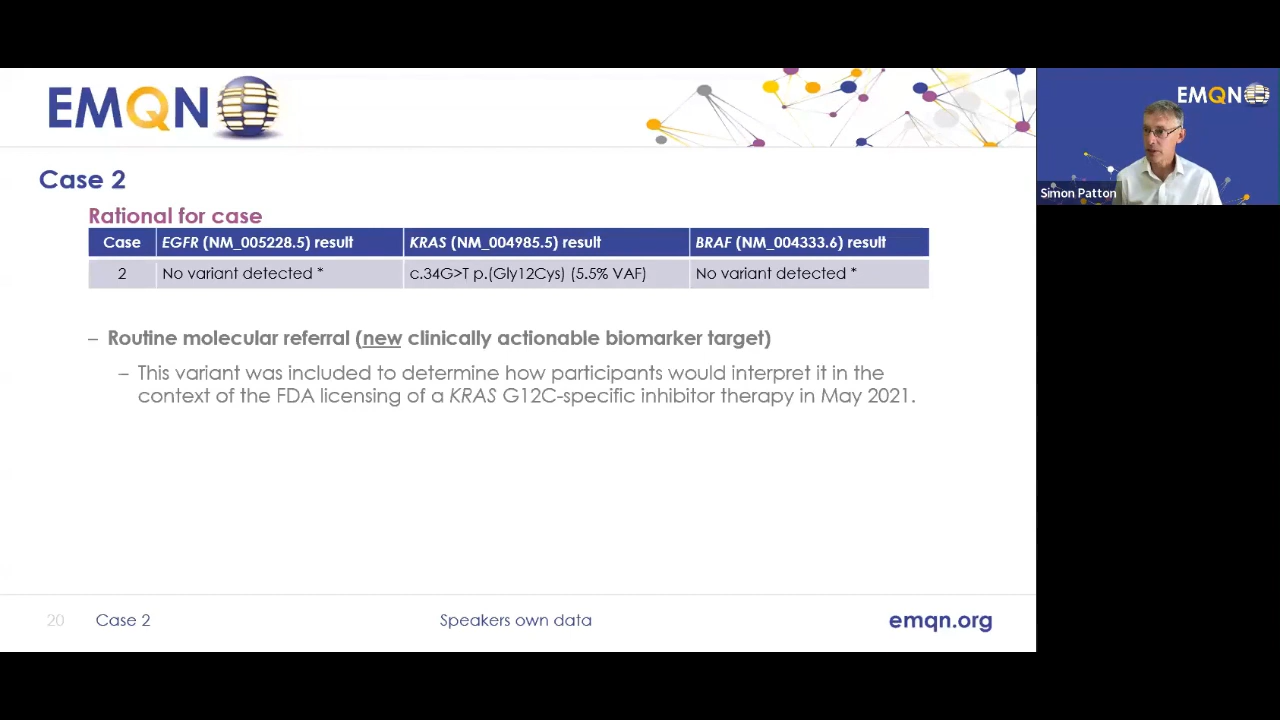 EMQN
EMQN
Simon Patton
Case 2
Rational for case
Case EGFR (NM_005228.5) result KRAS (NM_004985.5) result BRAF (NM_004333.6) result
2 No variant detected * c.34G>T p.(Gly12Cys) (5.5% VAF) No variant detected *
– Routine molecular referral (new clinically actionable biomarker target)
– This variant was included to determine how participants would interpret it in the
context of the FDA licensing of a KRAS G12C-specific inhibitor therapy in May 2021.
20 Case 2 Speakers own data emqn.org